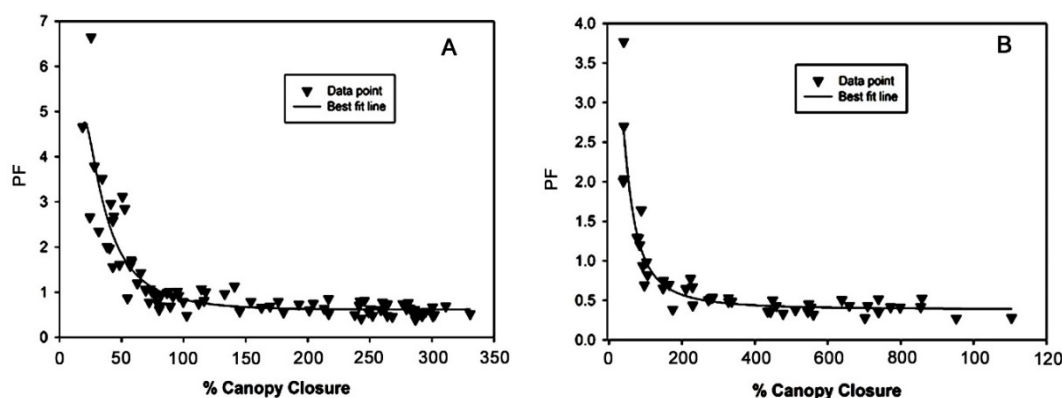 A
7
6
5
4
3
2
1
0
PF
Data point
Best fit line
0 50 100 150 200 250 300 350
% Canopy Closure
B
4.0
3.5
3.0
2.5
2.0
1.5
1.0
0.5
0.0
PF
Data point
Best fit line
0 200 400 600 800 1000 120
% Canopy Closure